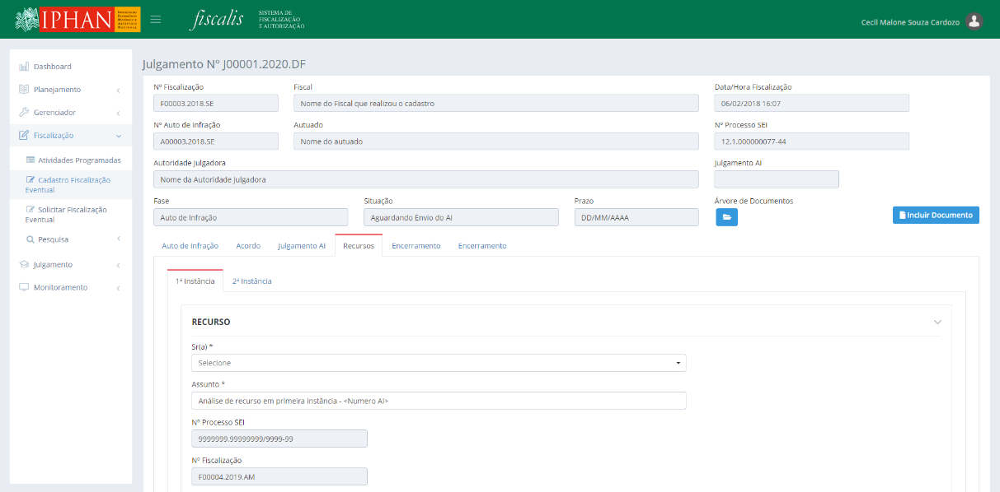 IPHAN
INSTITUTO DO
PATRIMÔNIO
HISTÓRICO E
ARTÍSTICO
NACIONAL
fiscalis
SISTEMA DE
FISCALIZAÇÃO
E AUTORIZAÇÃO
Cecil Malone Souza Cardozo
Dashboard
Planejamento
Gerenciador
Fiscalização
Atividades Programadas
Cadastro Fiscalização
Eventual
Solicitar Fiscalização
Eventual
Pesquisa
Julgamento
Monitoramento
Julgamento Nº J00001.2020.DF
Nº Fiscalização
Fiscal
Data/Hora Fiscalização
F00003.2018.SE
Nome do Fiscal que realizou o cadastro
06/02/2018 16:07
Nº Auto de Infração
Autuado
Nº Processo SEI
A00003.2018.SE
Nome do autuado
12.1.000000077-44
Autoridade Julgadora
Julgamento AI
Nome da Autoridade Julgadora
Fase
Situação
Prazo
Árvore de Documentos
Auto de Infração
Aguardando Envio do AI
DD/MM/AAAA
Incluir Documento
Auto de Infração
Acordo
Julgamento AI
Recursos
Encerramento
Encerramento
1ª Instância
2ª Instância
RECURSO
Sr(a) *
Selecione
Assunto *
Análise de recurso em primeira instância - <Numero AI>
Nº Processo SEI
9999999.99999999/9999-99
Nº Fiscalização
F00004.2019.AM